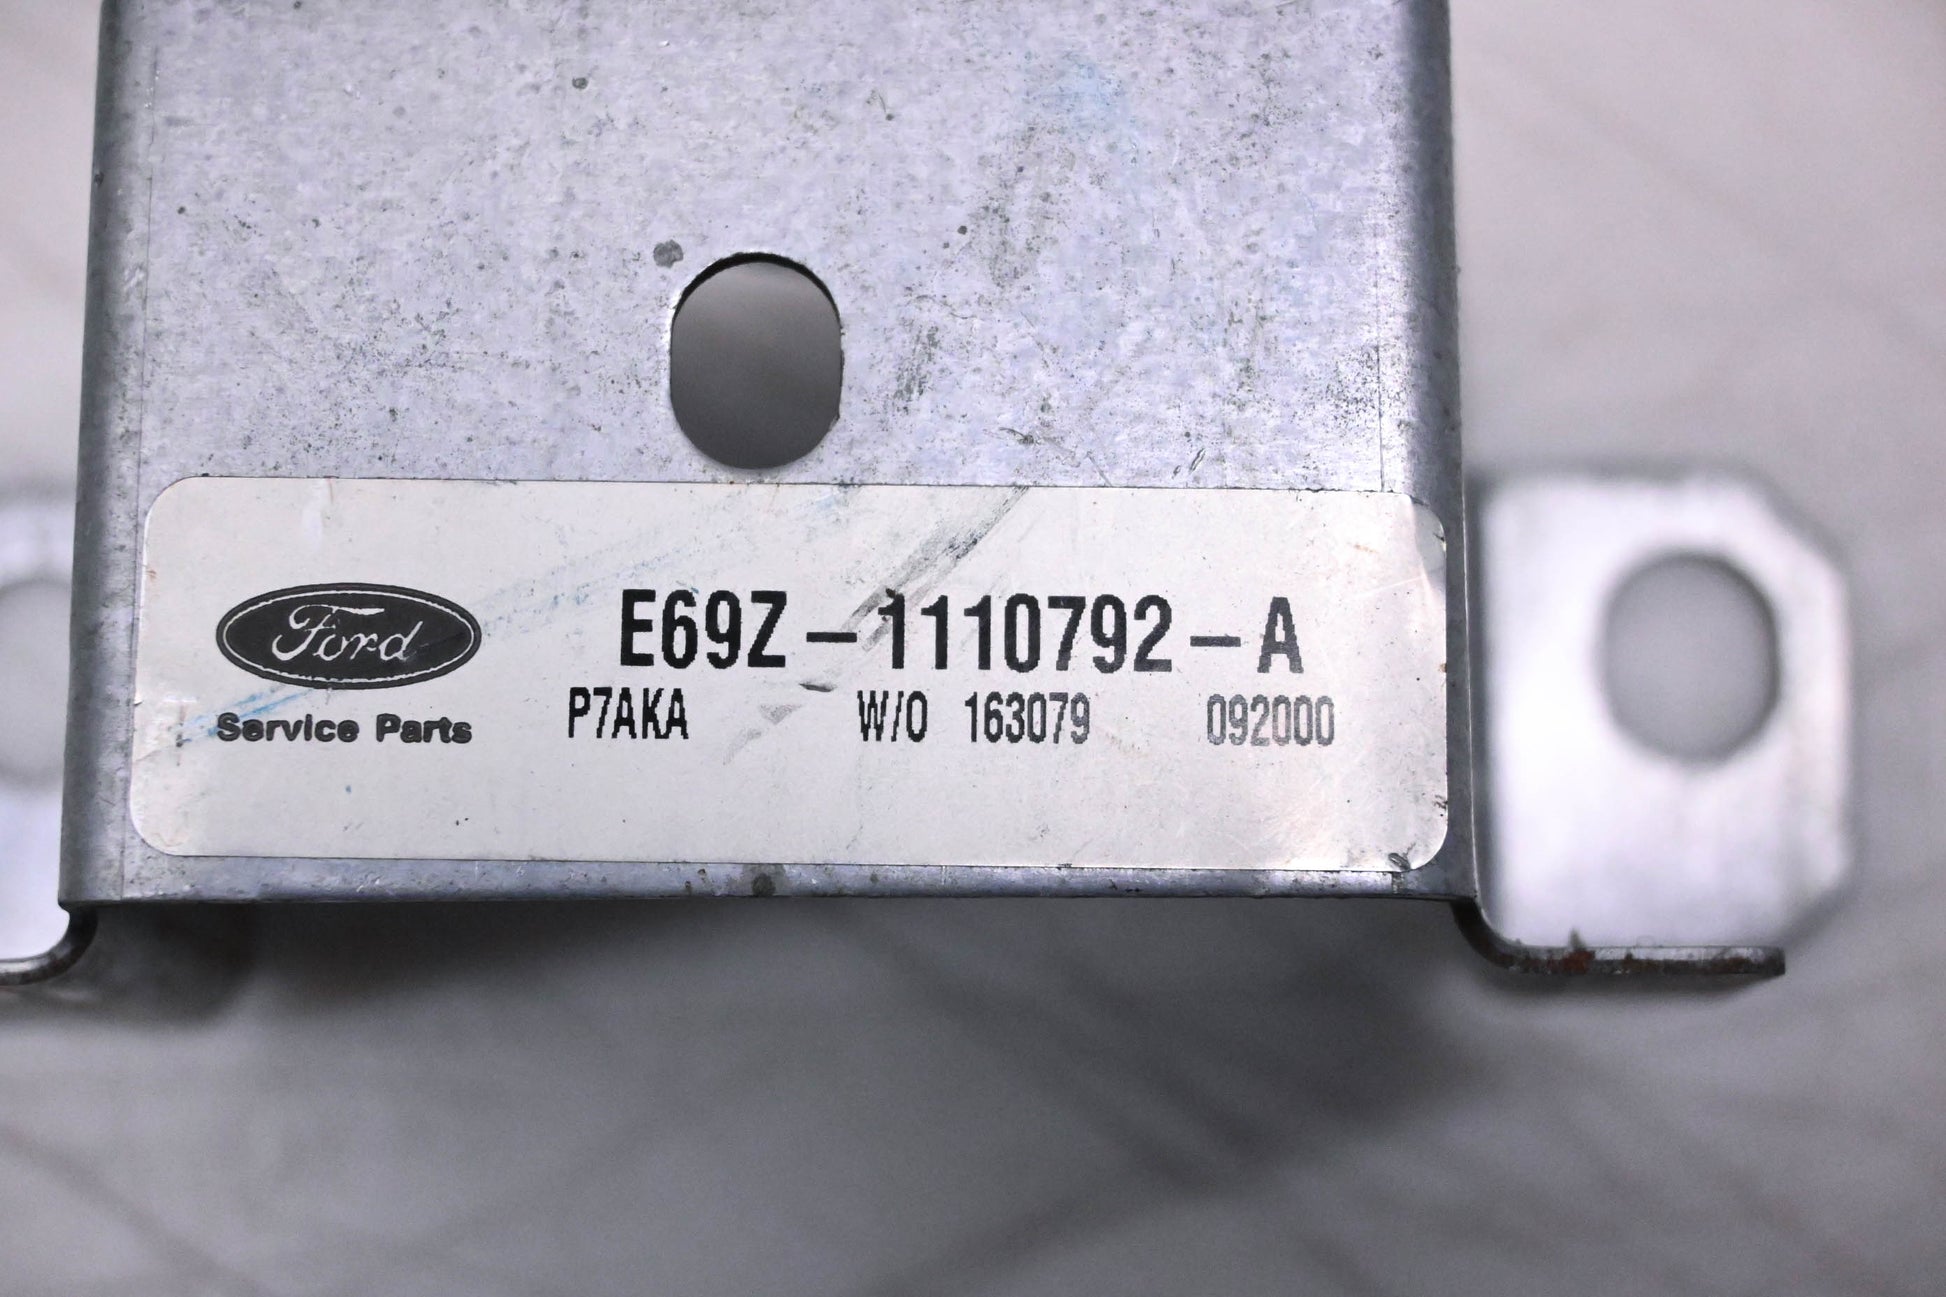 Ford
Service Parts
E69Z-1110792-A
P7AKA W/O 163079 092000